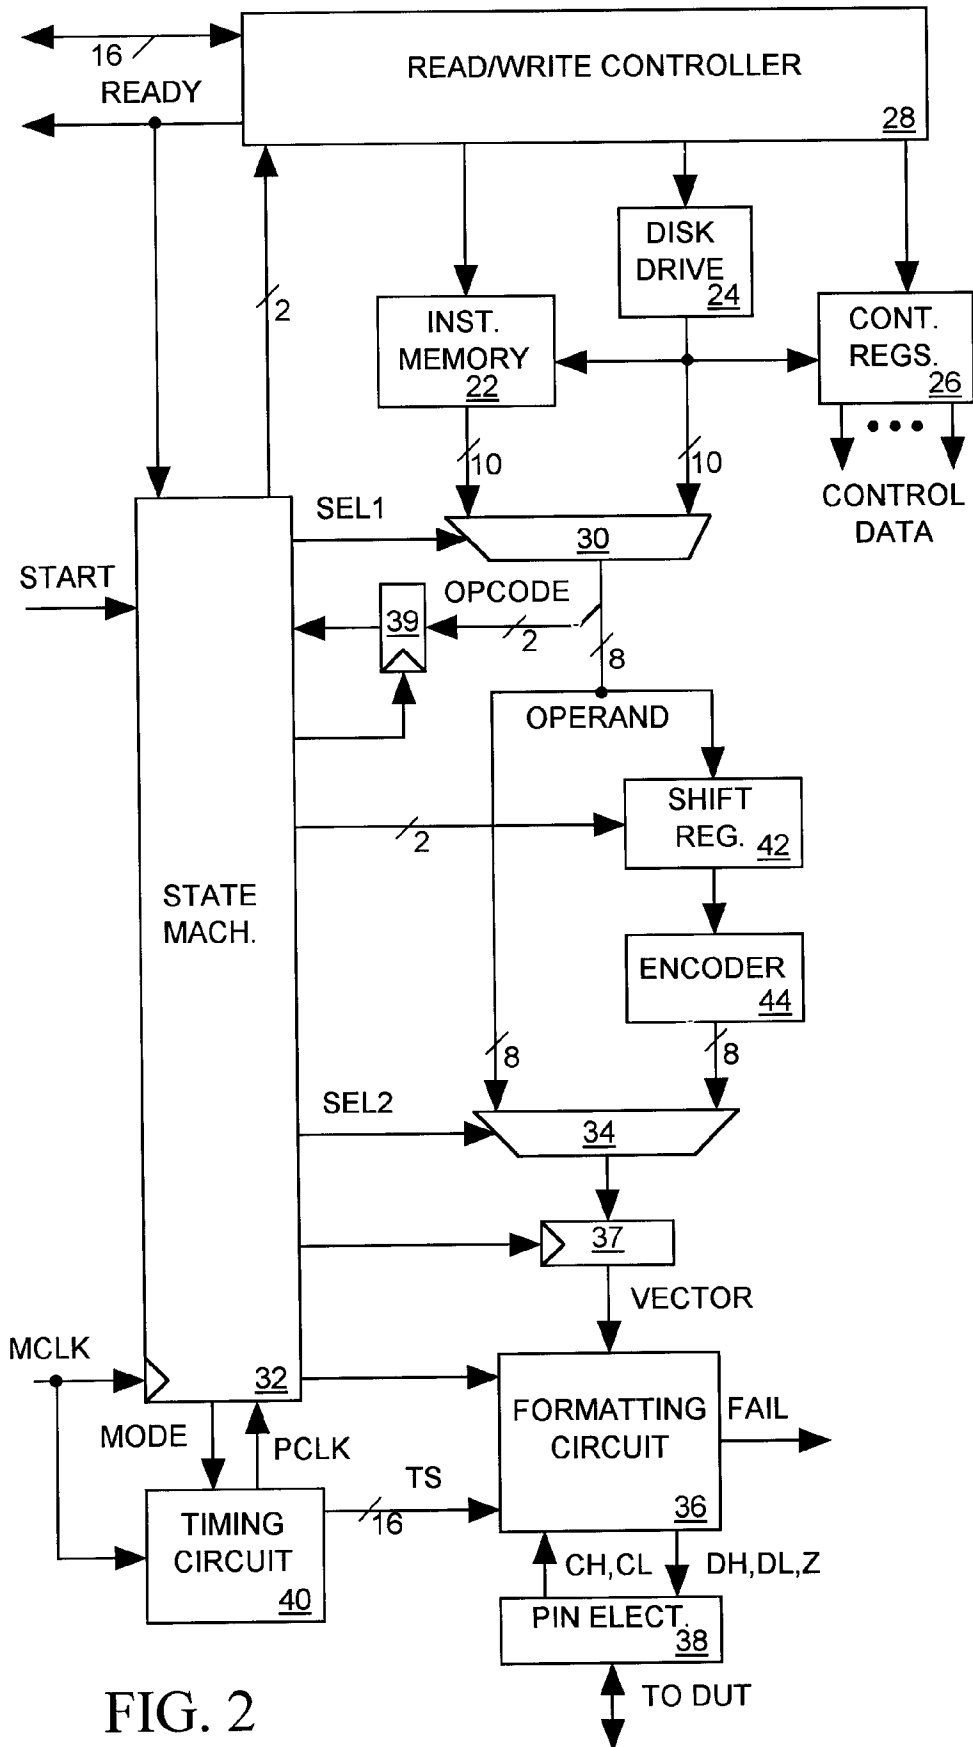 16
READY
READ/WRITE CONTROLLER
28
DISK
DRIVE
24
2
INST.
MEMORY
22
CONT.
REGS.
26
10
10
CONTROL
DATA
SEL1
30
START
OPCODE
39
2
8
OPERAND
SHIFT
REG.
42
2
STATE
MACH.
ENCODER
44
8
8
SEL2
34
37
VECTOR
MCLK
32
MODE
PCLK
FORMATTING
CIRCUIT
36
FAIL
TS
16
TIMING
CIRCUIT
40
CH,CL
DH,DL,Z
PIN ELECT.
38
TO DUT
FIG. 2